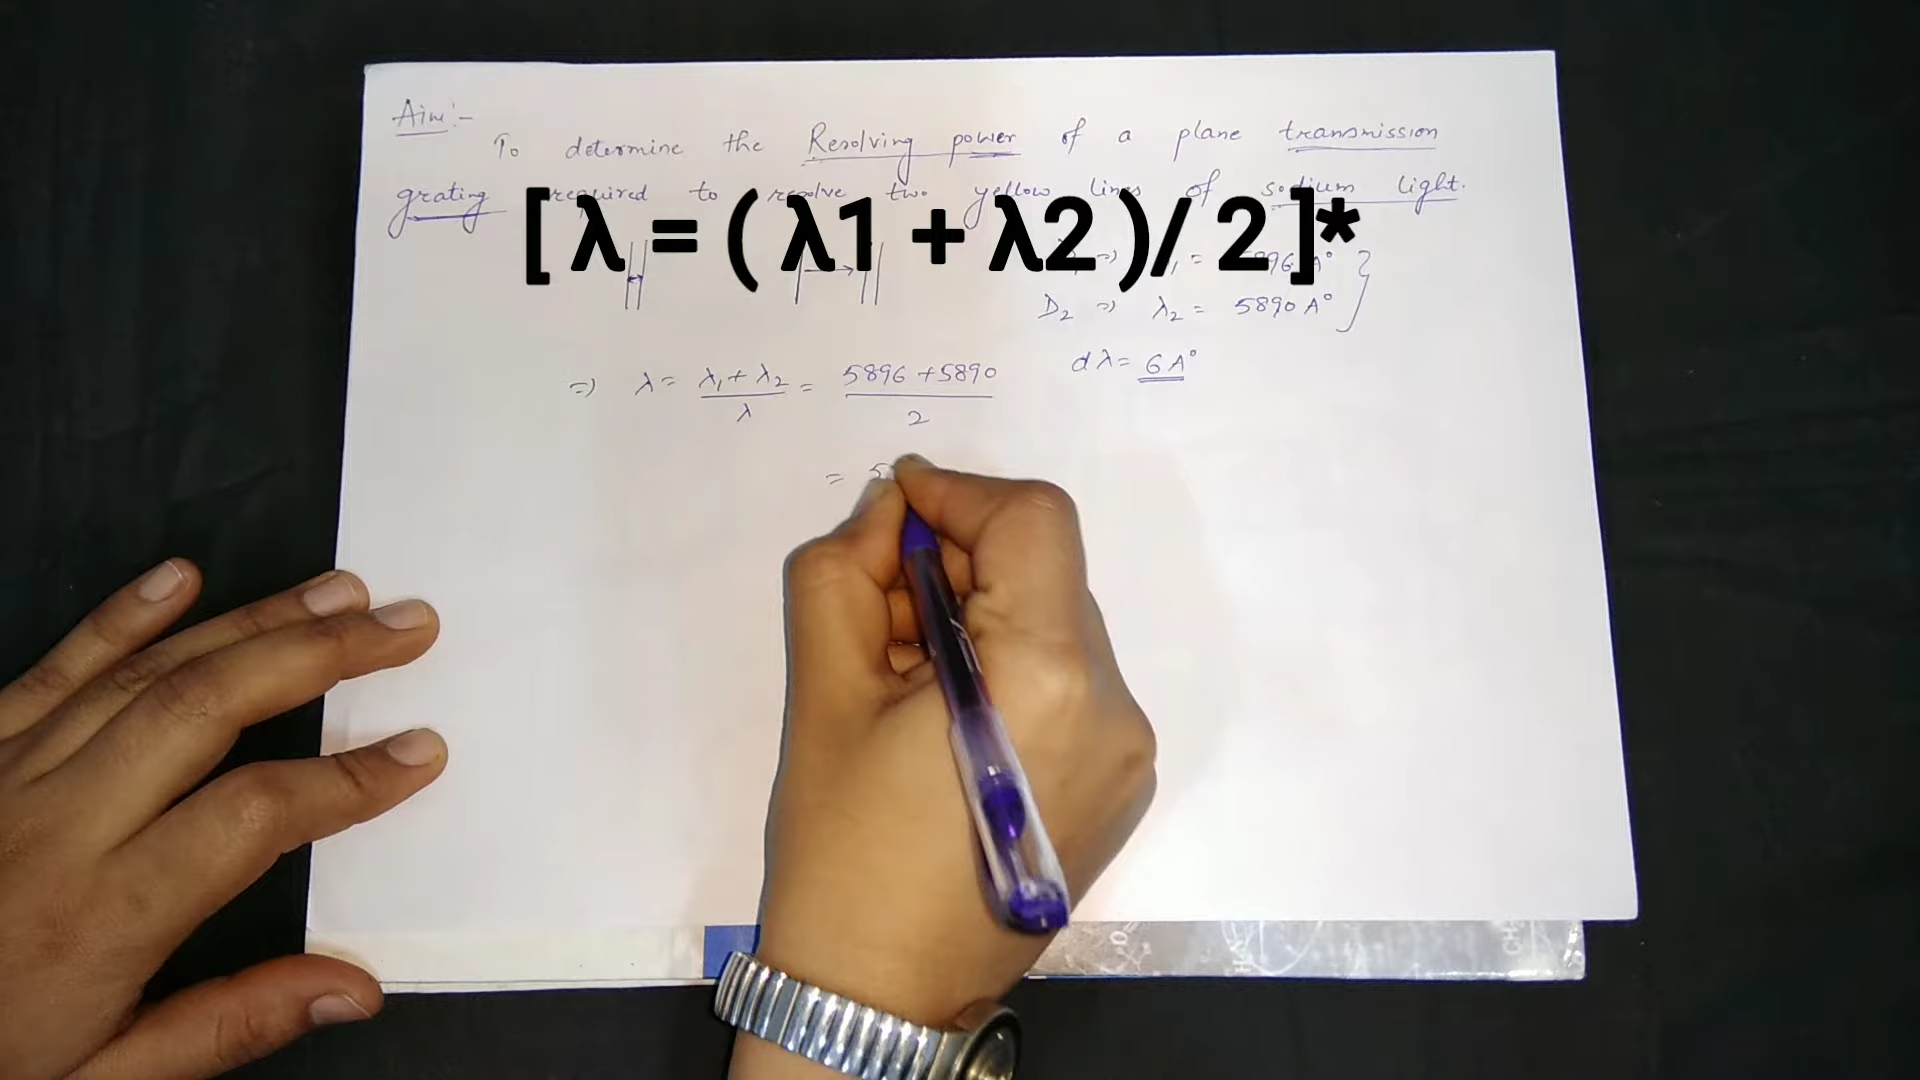 Aim:-
To determine the Resolving power of a plane transmission
grating required to resolve two yellow lines of sodium light.
[ λ = ( λ1 + λ2 )/ 2 ]*
D₂ => λ₂ = 5890 A°
dλ = 6 A°
=> λ = λ₁ + λ₂ / λ = 5896 + 5890 / 2
= 5